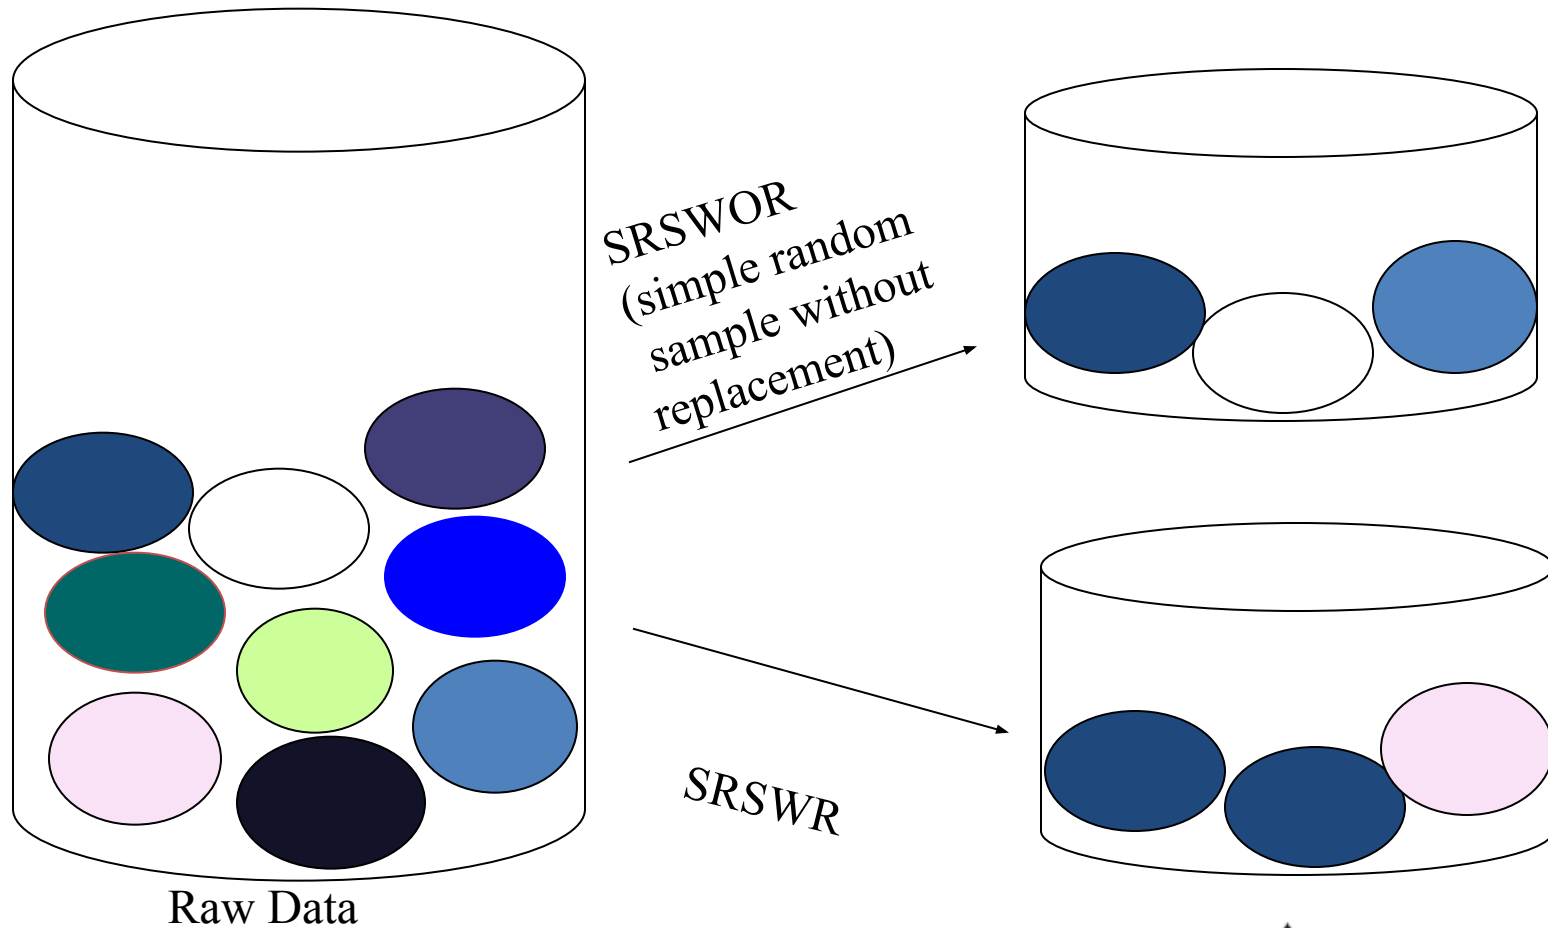 SRSWOR
(simple random
sample without
replacement)
SRSWR
Raw Data